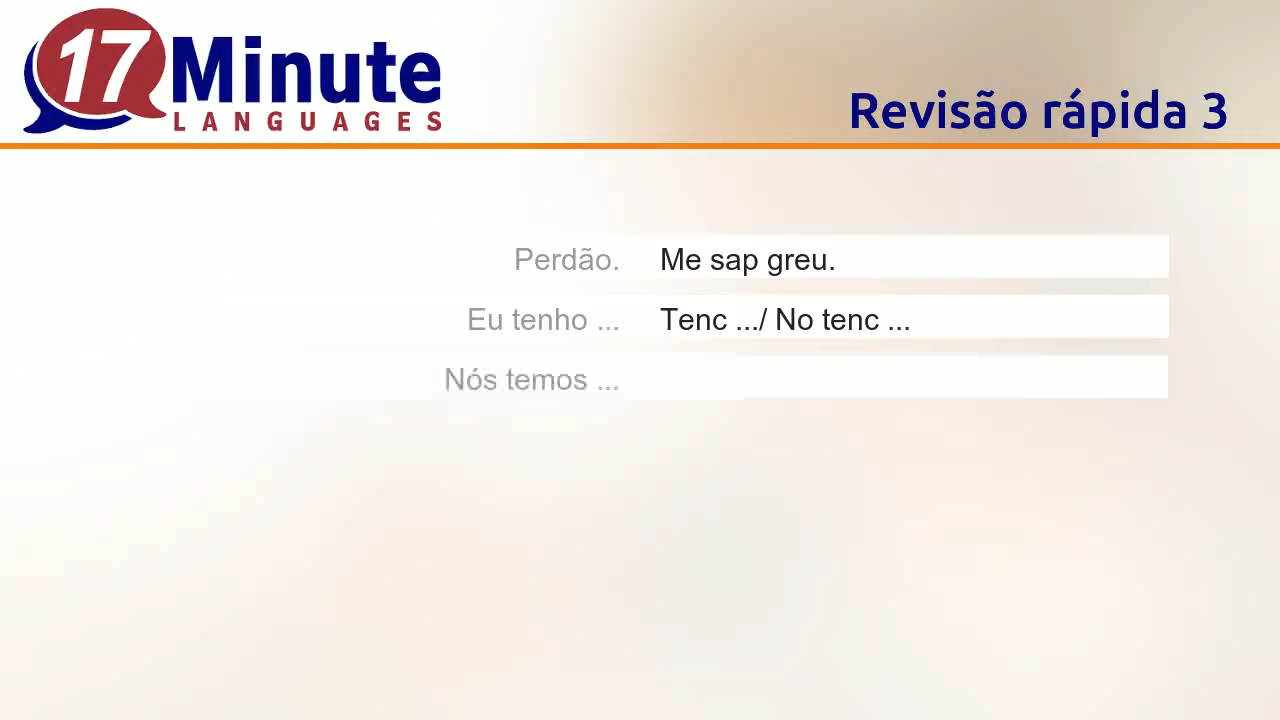 17 Minute
LANGUAGES
Revisão rápida 3
Perdão. Me sap greu.
Eu tenho ... Tenc .../ No tenc ...
Nós temos ...